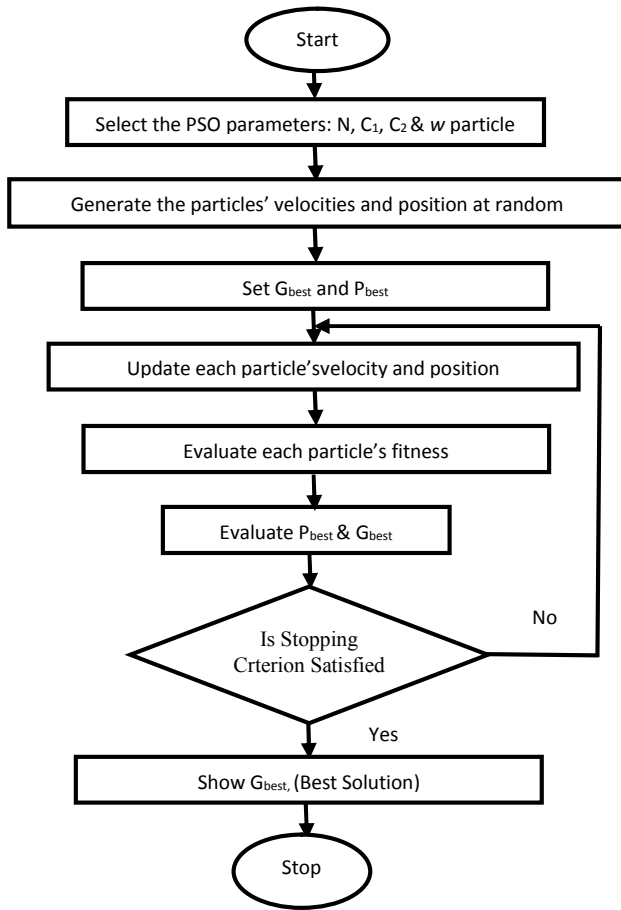 Start
Select the PSO parameters: N, C₁, C₂ & w particle
Generate the particles' velocities and position at random
Set Gbest and Pbest
Update each particle'svelocity and position
Evaluate each particle's fitness
Evaluate Pbest & Gbest
Is Stopping
Crterion Satisfied
No
Yes
Show Gbest, (Best Solution)
Stop